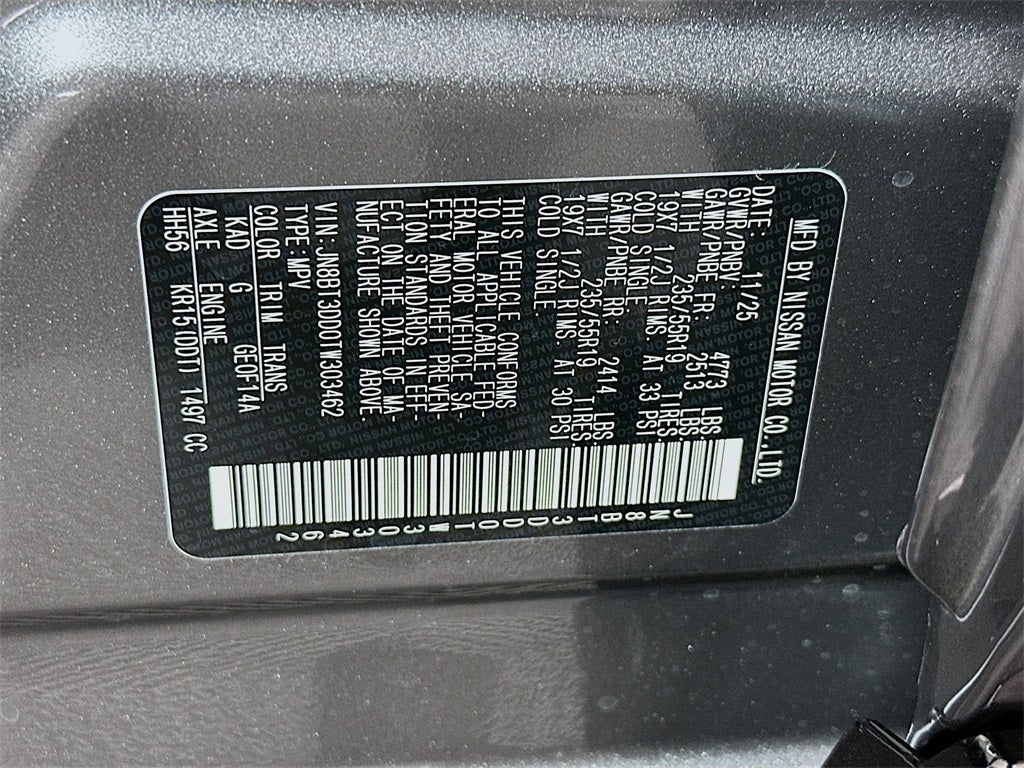 MFD BY NISSAN MOTOR CO., LTD.
DATE: 11/25
GVWR/PNBV: 4773 LBS.
GAWR/PNBE FR: 2513 LBS.
WITH 235/55R19 TIRES
19X7 1/2J RIMS. AT 33 PSI
COLD SINGLE.
GAWR/PNBE RR: 2414 LBS.
WITH 235/55R19 TIRES
19X7 1/2J RIMS. AT 30 PSI
COLD SINGLE.
THIS VEHICLE CONFORMS
TO ALL APPLICABLE FED-
ERAL MOTOR VEHICLE SA-
FETY AND THEFT PREVEN-
TION STANDARDS IN EFF-
ECT ON THE DATE OF MA-
NUFACTURE SHOWN ABOVE.
VIN:JN8BT3DD0TW303462
TYPE:MPV
COLOR TRIM TRANS
KAD G GE0F14A
AXLE ENGINE
HH56 KR15(DDT) 1497 CC
JN8BT3DD0TW303462